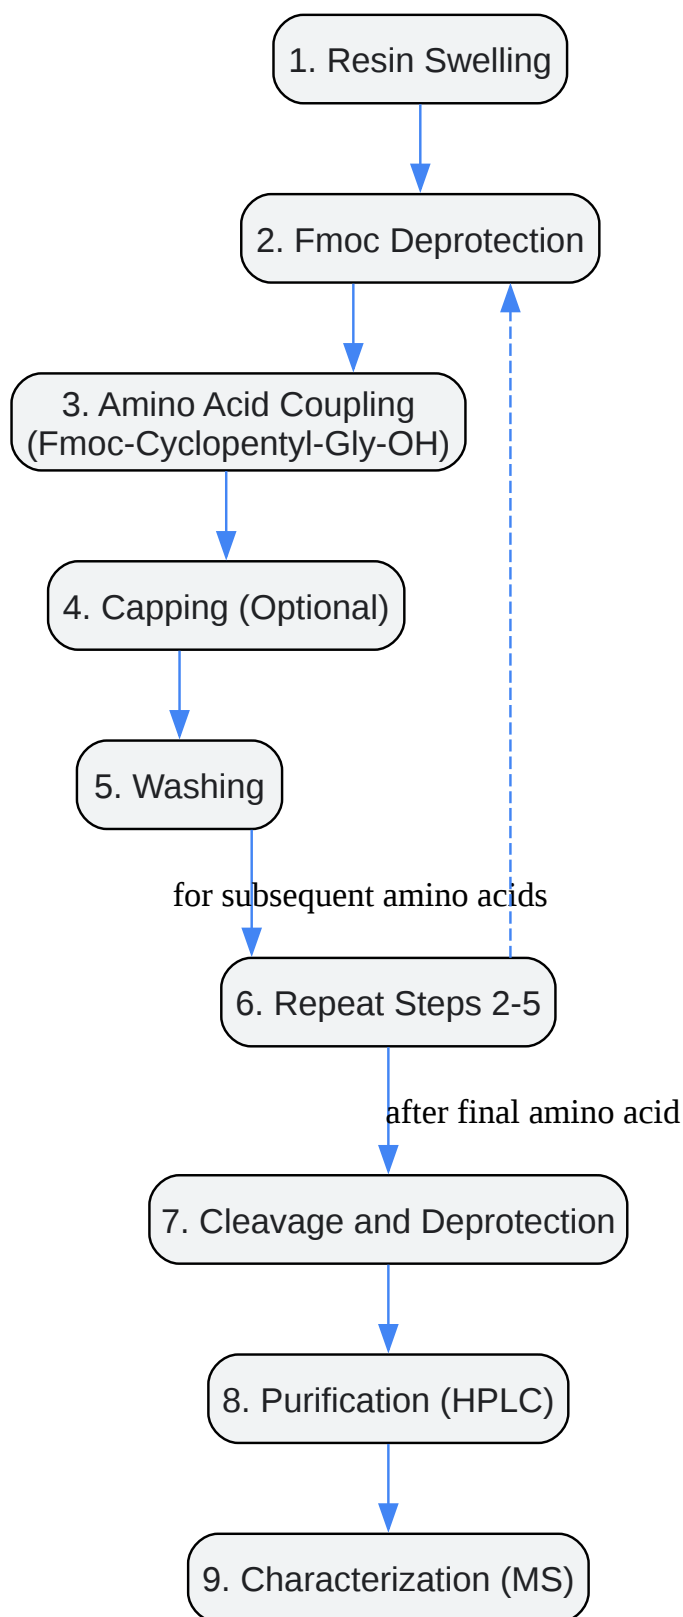 1. Resin Swelling
2. Fmoc Deprotection
3. Amino Acid Coupling
(Fmoc-Cyclopentyl-Gly-OH)
4. Capping (Optional)
5. Washing
for subsequent amino acids
6. Repeat Steps 2-5
after final amino acid
7. Cleavage and Deprotection
8. Purification (HPLC)
9. Characterization (MS)